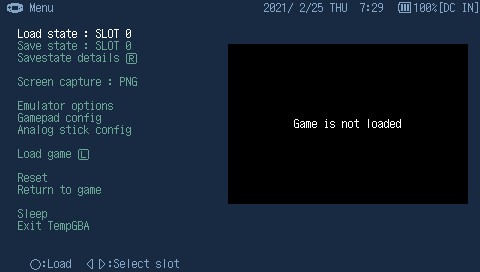 Menu 2021/ 2/25 THU 7:29 100%[DC IN]
Load state : SLOT 0
Save state : SLOT 0
Savestate details R
Screen capture : PNG
Emulator options
Gamepad config
Analog stick config
Game is not loaded
Load game L
Reset
Return to game
Sleep
Exit TempGBA
◯:Load ◁ ▷:Select slot